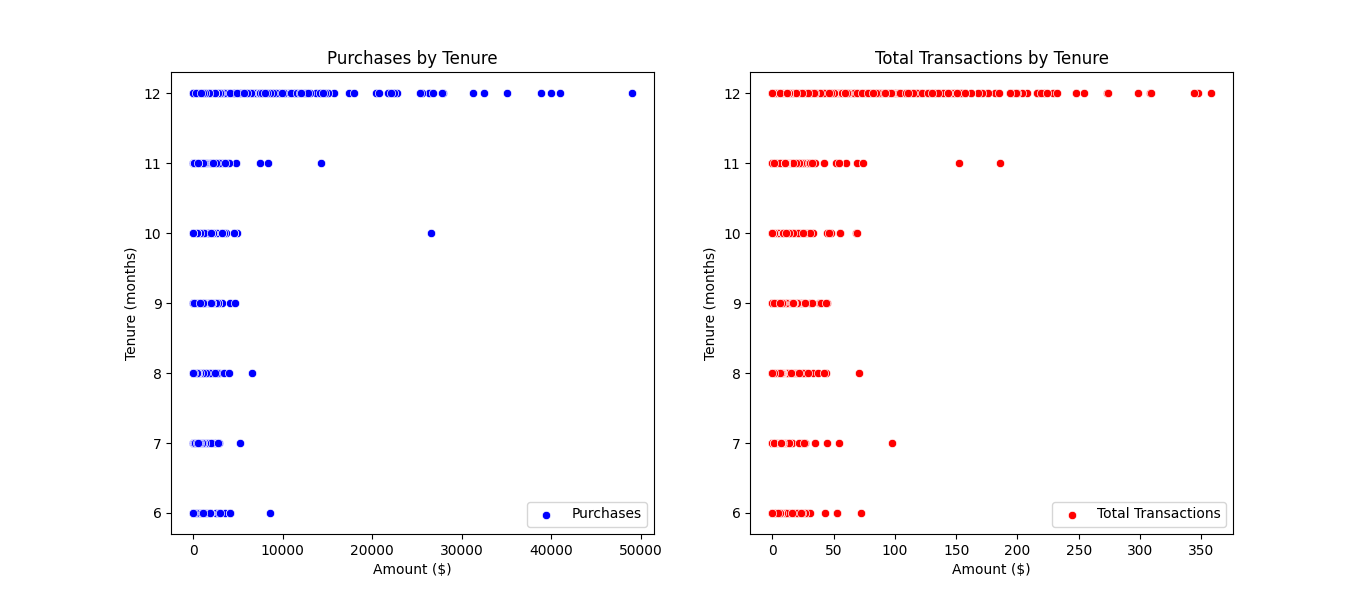 Purchases by Tenure
Tenure (months)
12
11
10
9
8
7
6
0 10000 20000 30000 40000 50000
Amount ($)
Purchases
Total Transactions by Tenure
Tenure (months)
12
11
10
9
8
7
6
0 50 100 150 200 250 300 350
Amount ($)
Total Transactions